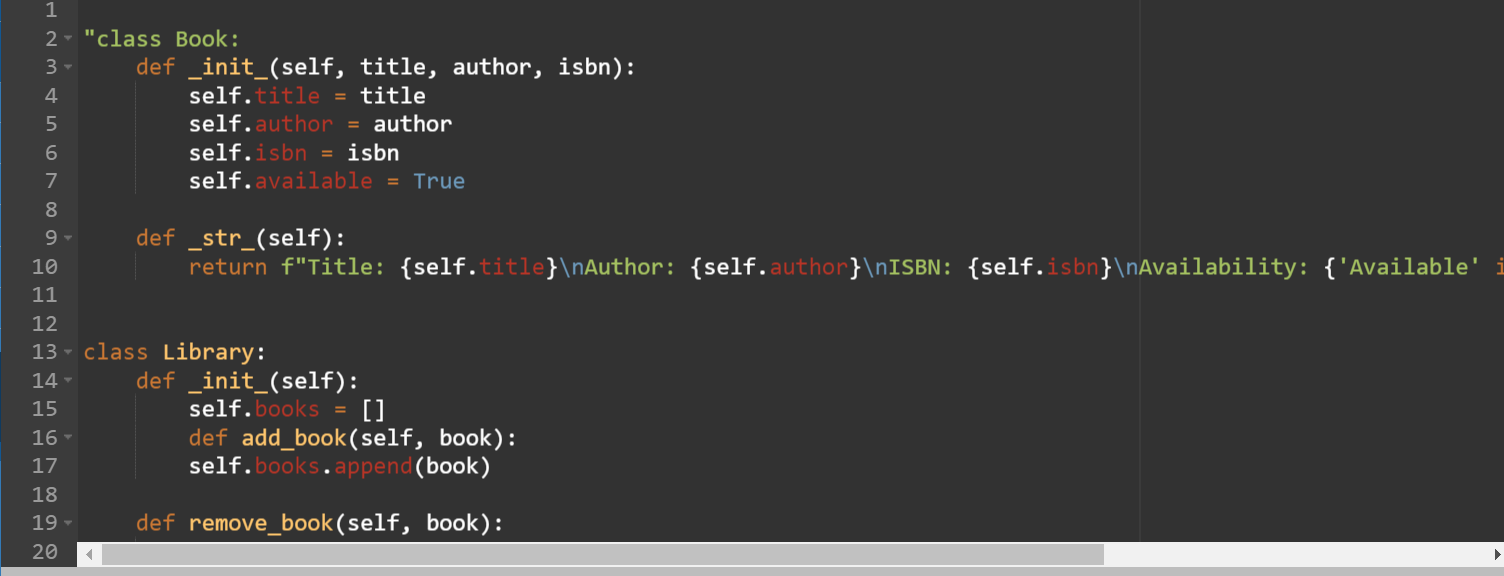 1
2 "class Book:
3     def _init_(self, title, author, isbn):
4         self.title = title
5         self.author = author
6         self.isbn = isbn
7         self.available = True
8
9     def _str_(self):
10         return f"Title: {self.title}\nAuthor: {self.author}\nISBN: {self.isbn}\nAvailability: {'Available' i
11
12
13 class Library:
14     def _init_(self):
15         self.books = []
16         def add_book(self, book):
17         self.books.append(book)
18
19     def remove_book(self, book):
20